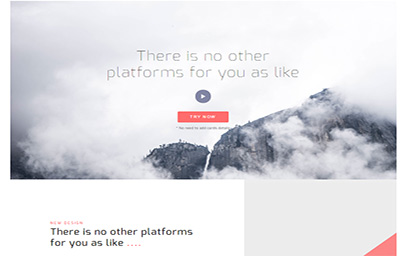 There is no other
platforms for you as like
TRY NOW
* No need to add cards details
NEW DESIGN
There is no other platforms
for you as like ....